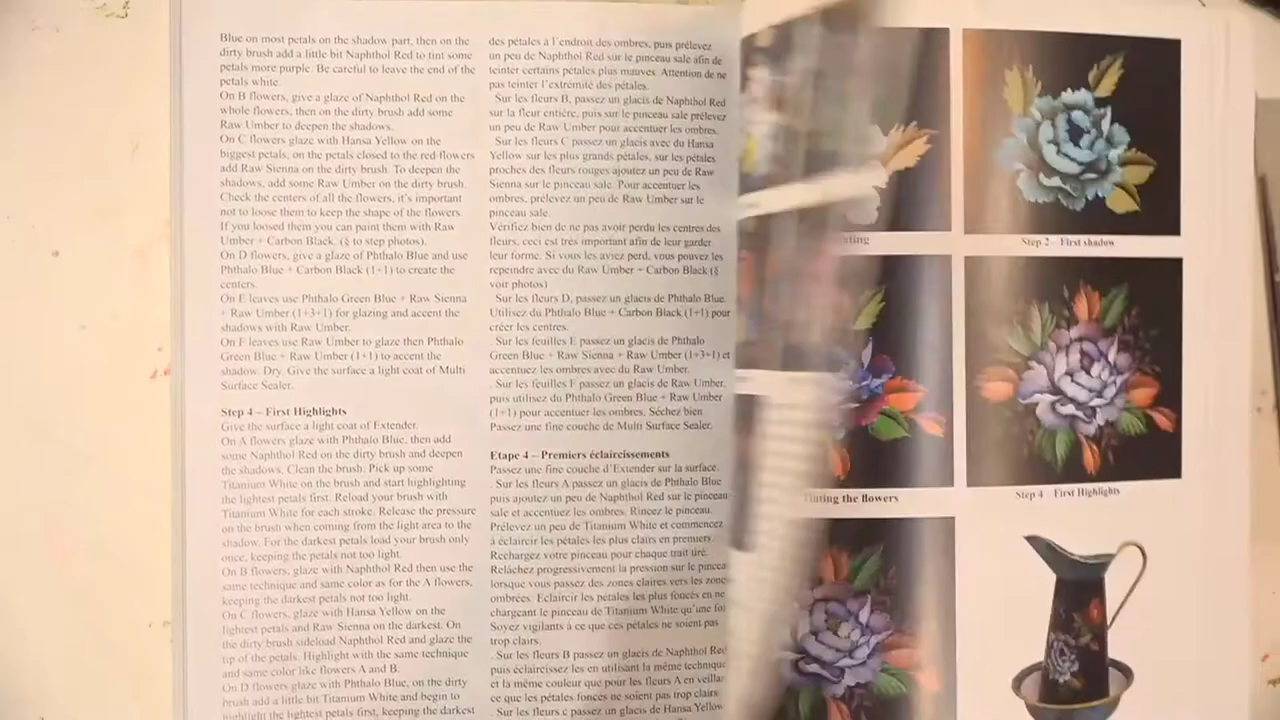 Blue on most petals on the shadow part, then on the
dirty brush add a little bit Naphthol Red to tint some
petals more purple. Be careful to leave the end of the
petals white.
On B flowers, give a glaze of Naphthol Red on the
whole flowers, then on the dirty brush add some
Raw Umber to deepen the shadows.
On C flowers glaze with Hansa Yellow on the
biggest petals, on the petals closed to the red flowers
add Raw Sienna on the dirty brush. To deepen the
shadows, add some Raw Umber on the dirty brush.
Check the centers of all the flowers, it's important
not to loose them to keep the shape of the flowers.
If you loosed them you can paint them with Raw
Umber + Carbon Black. (§ to step photos).
On D flowers, give a glaze of Phthalo Blue and use
Phthalo Blue + Carbon Black (1+1) to create the
centers.
On E leaves use Phthalo Green Blue + Raw Sienna
+ Raw Umber (1+3+1) for glazing and accent the
shadows with Raw Umber.
On F leaves use Raw Umber to glaze then Phthalo
Green Blue + Raw Umber (1+1) to accent the
shadow. Dry. Give the surface a light coat of Multi
Surface Sealer.
Step 4 – First Highlights
Give the surface a light coat of Extender.
On A flowers glaze with Phthalo Blue, then add
some Naphthol Red on the dirty brush and deepen
the shadows. Clean the brush. Pick up some
Titanium White on the brush and start highlighting
the lightest petals first. Reload your brush with
Titanium White for each stroke. Release the pressure
on the brush when coming from the light area to the
shadow. For the darkest petals load your brush only
once, keeping the petals not too light.
On B flowers, glaze with Naphthol Red then use the
same technique and same color as for the A flowers,
keeping the darkest petals not too light.
On C flowers, glaze with Hansa Yellow on the
lightest petals and Raw Sienna on the darkest. On
the dirty brush sideload Naphthol Red and glaze the
tip of the petals. Highlight with the same technique
and same color like flowers A and B.
On D flowers glaze with Phthalo Blue, on the dirty
brush add a little bit Titanium White and begin to
highlight the lightest petals first, keeping the darkest
des pétales à l'endroit des ombres, puis prélevez
un peu de Naphthol Red sur le pinceau sale afin de
teinter certains pétales plus mauves. Attention de ne
pas teinter l'extrémité des pétales.
Sur les fleurs B, passez un glacis de Naphthol Red
sur la fleur entière, puis sur le pinceau sale prélevez
un peu de Raw Umber pour accentuer les ombres.
. Sur les fleurs C passez un glacis avec du Hansa
Yellow sur les plus grands pétales, sur les pétales
proches des fleurs rouges ajoutez un peu de Raw
Sienna sur le pinceau sale. Pour accentuer les
ombres, prélevez un peu de Raw Umber sur le
pinceau sale.
Vérifiez bien de ne pas avoir perdu les centres des
fleurs, ceci est très important afin de leur garder
leur forme. Si vous les aviez perd, vous pouvez les
repeindre avec du Raw Umber + Carbon Black (§
voir photos)
. Sur les fleurs D, passez un glacis de Phthalo Blue.
Utilisez du Phthalo Blue + Carbon Black (1+1) pour
créer les centres.
. Sur les feuilles E passez un glacis de Phthalo
Green Blue + Raw Sienna + Raw Umber (1+3+1) et
accentuez les ombres avec du Raw Umber.
. Sur les feuilles F passez un glacis de Raw Umber,
puis utilisez du Phthalo Green Blue + Raw Umber
(1+1) pour accentuer les ombres. Séchez bien
Passez une fine couche de Multi Surface Sealer.
Etape 4 – Premiers éclaircissements
Passez une fine couche d'Extender sur la surface.
. Sur les fleurs A passez un glacis de Phthalo Blue
puis ajoutez un peu de Naphthol Red sur le pinceau
sale et accentuez les ombres. Rincez le pinceau.
Prélevez un peu de Titanium White et commencez
à éclaircir les pétales les plus clairs en premiers.
Rechargez votre pinceau pour chaque trait tiré.
Relâchez progressivement la pression sur le pincea
lorsque vous passez des zones claires vers les zone
ombrées. Eclaircir les pétales les plus foncés en ne
chargeant le pinceau de Titanium White qu'une fo
Soyez vigilants à ce que ces pétales ne soient pas
trop clairs.
. Sur les fleurs B passez un glacis de Naphthol Red
puis éclaircissez les en utilisant la même technique
et la même couleur que pour les fleurs A en veillan
ce que les pétales foncés ne soient pas trop clairs
. Sur les fleurs c passez un glacis de Hansa Yellow
Step 2 – First shadow
Tinting the flowers
Step 4 – First Highlights